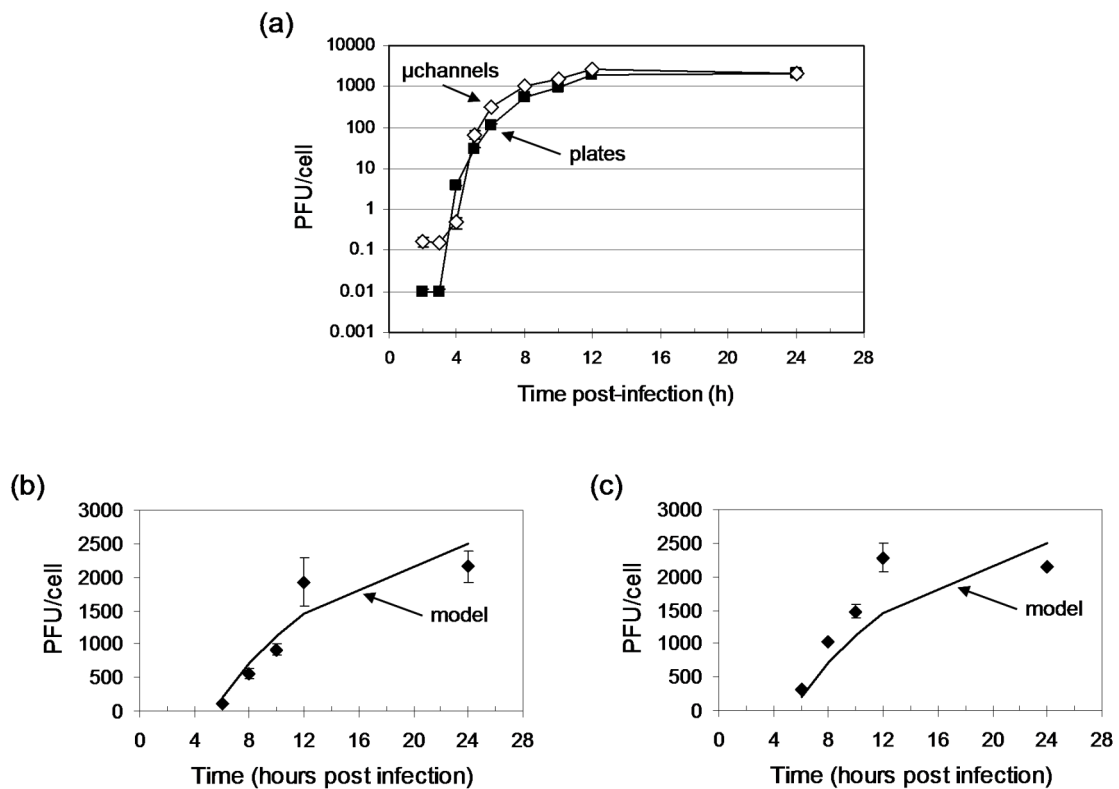 (a)
10000
1000
100
10
1
0.1
0.01
0.001
PFU/cell
µchannels
plates
0 4 8 12 16 20 24 28
Time post-infection (h)
(b)
3000
2500
2000
1500
1000
500
0
PFU/cell
model
0 4 8 12 16 20 24 28
Time (hours post infection)
(c)
3000
2500
2000
1500
1000
500
0
PFU/cell
model
0 4 8 12 16 20 24 28
Time (hours post infection)